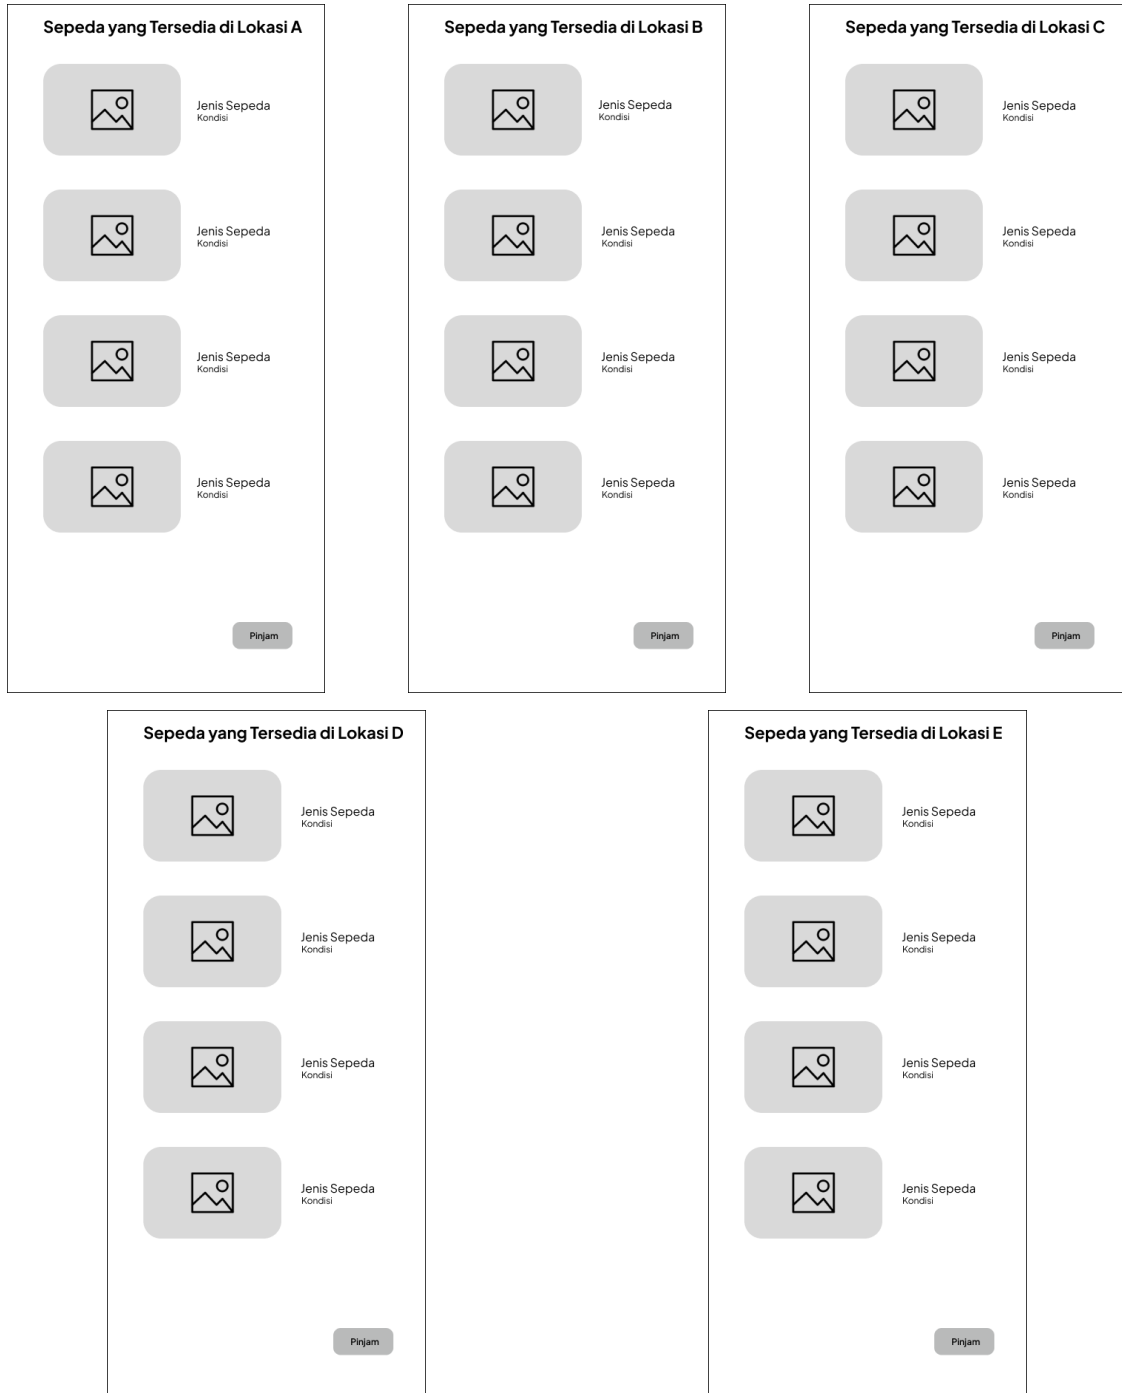 Sepeda yang Tersedia di Lokasi A
Jenis Sepeda
Kondisi
Jenis Sepeda
Kondisi
Jenis Sepeda
Kondisi
Jenis Sepeda
Kondisi
Pinjam
Sepeda yang Tersedia di Lokasi B
Jenis Sepeda
Kondisi
Jenis Sepeda
Kondisi
Jenis Sepeda
Kondisi
Jenis Sepeda
Kondisi
Pinjam
Sepeda yang Tersedia di Lokasi C
Jenis Sepeda
Kondisi
Jenis Sepeda
Kondisi
Jenis Sepeda
Kondisi
Jenis Sepeda
Kondisi
Pinjam
Sepeda yang Tersedia di Lokasi D
Jenis Sepeda
Kondisi
Jenis Sepeda
Kondisi
Jenis Sepeda
Kondisi
Jenis Sepeda
Kondisi
Pinjam
Sepeda yang Tersedia di Lokasi E
Jenis Sepeda
Kondisi
Jenis Sepeda
Kondisi
Jenis Sepeda
Kondisi
Jenis Sepeda
Kondisi
Pinjam